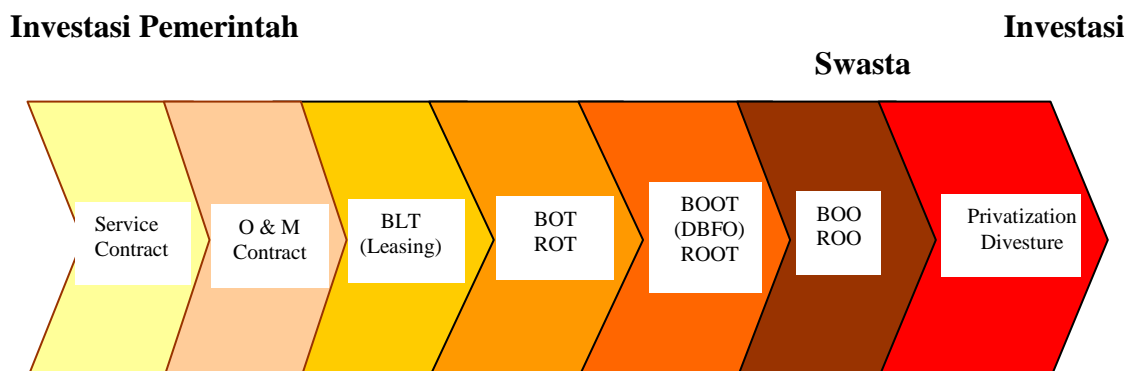 Investasi Pemerintah
Investasi
Swasta
Service
Contract
O & M
Contract
BLT
(Leasing)
BOT
ROT
BOOT
(DBFO)
ROOT
BOO
ROO
Privatization
Divesture